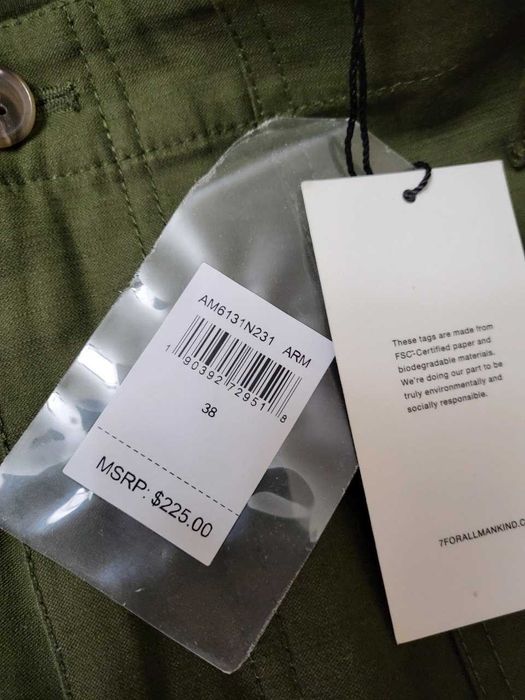 AM6131N231 ARM
1 90392 72951 8
38
MSRP: $225.00
These tags are made from
FSC®-Certified paper and
biodegradable materials.
We're doing our part to be
truly environmentally and
socially responsible.
7FORALLMANKIND.C